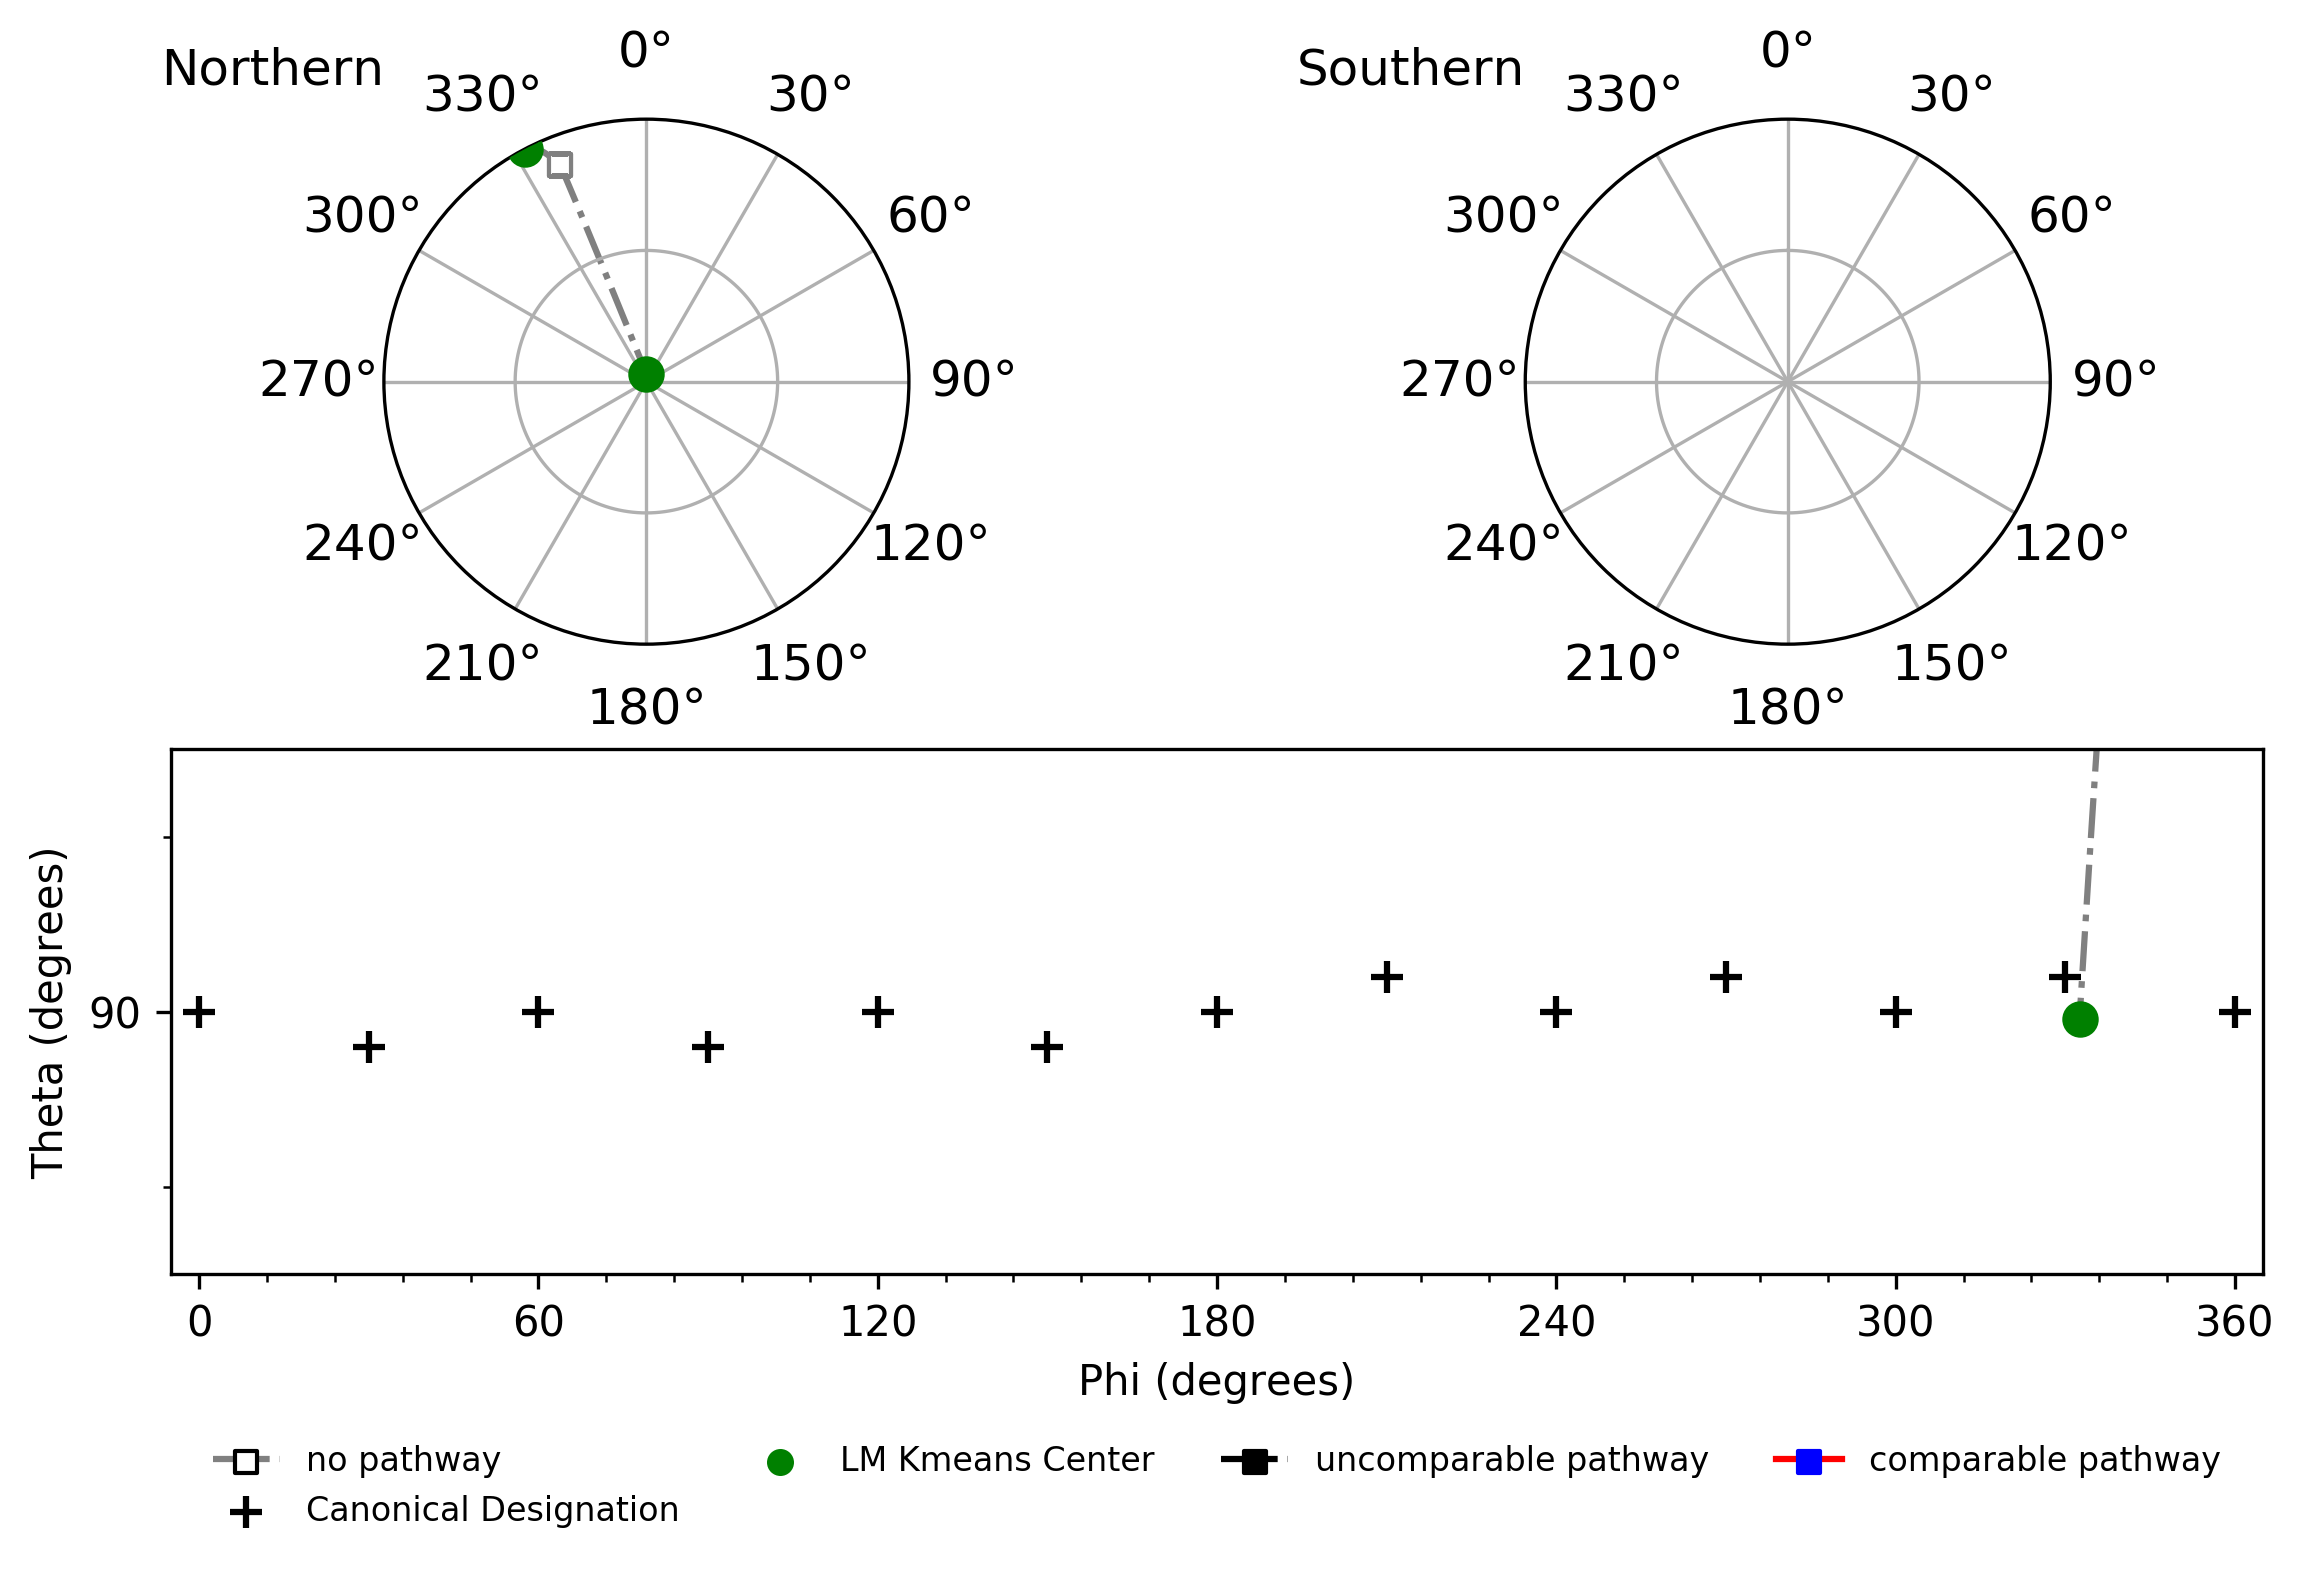 Northern
0°
30°
60°
90°
120°
150°
180°
210°
240°
270°
300°
330°
Southern
0°
30°
60°
90°
120°
150°
180°
210°
240°
270°
300°
330°
Theta (degrees)
90
0 60 120 180 240 300 360
Phi (degrees)
no pathway
Canonical Designation
LM Kmeans Center
uncomparable pathway
comparable pathway